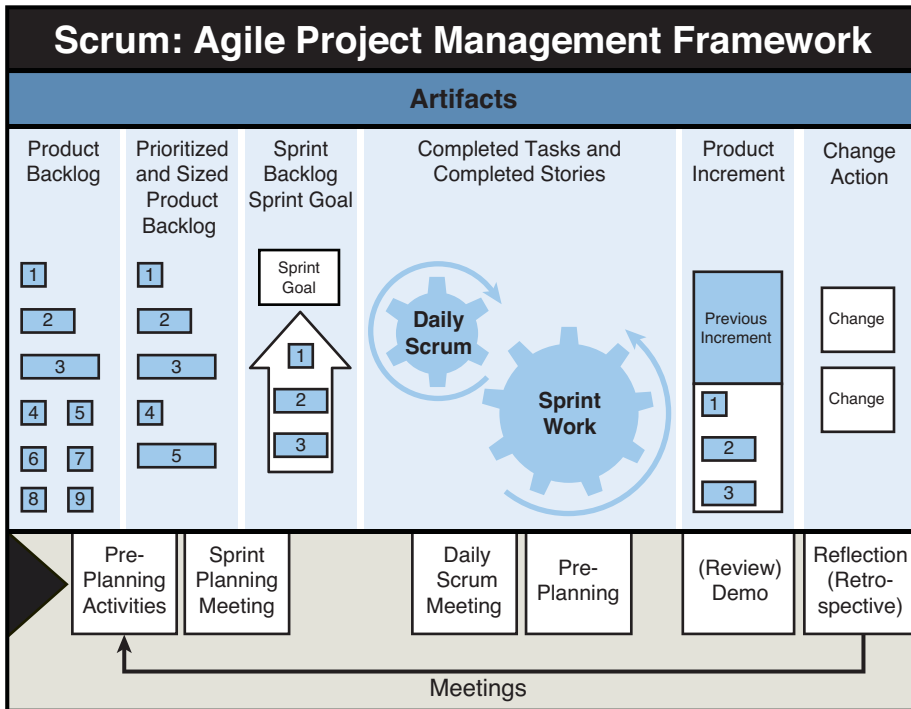 Scrum: Agile Project Management Framework
Artifacts
Product
Backlog
1
2
3
4 5
6 7
8 9
Prioritized
and Sized
Product
Backlog
1
2
3
4
5
Sprint
Backlog
Sprint Goal
Sprint
Goal
1
2
3
Completed Tasks and
Completed Stories
Daily
Scrum
Sprint
Work
Product
Increment
Previous
Increment
1
2
3
Change
Action
Change
Change
Pre-
Planning
Activities
Sprint
Planning
Meeting
Daily
Scrum
Meeting
Pre-
Planning
(Review)
Demo
Reflection
(Retro-
spective)
Meetings